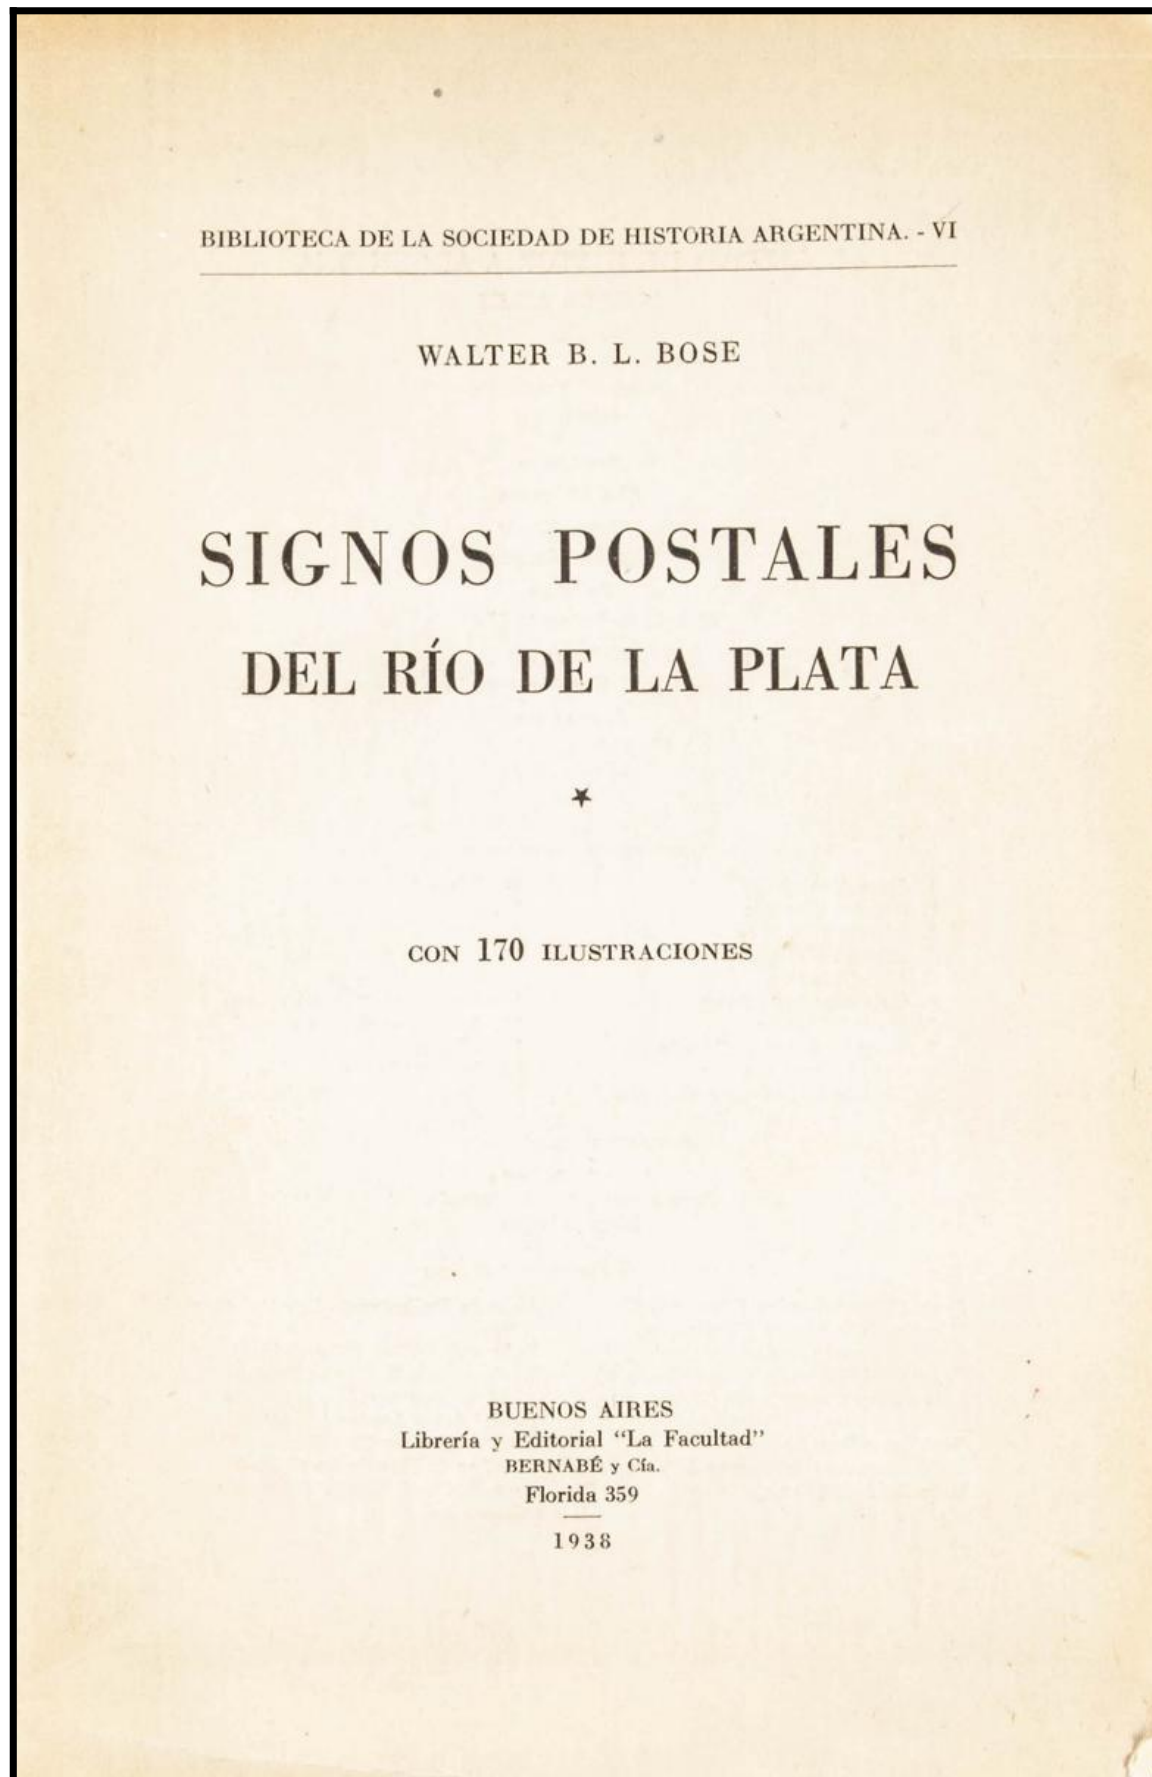 BIBLIOTECA DE LA SOCIEDAD DE HISTORIA ARGENTINA. - VI
WALTER B. L. BOSE
SIGNOS POSTALES
DEL RÍO DE LA PLATA
CON 170 ILUSTRACIONES
BUENOS AIRES
Librería y Editorial “La Facultad”
BERNABÉ y Cía.
Florida 359
1938